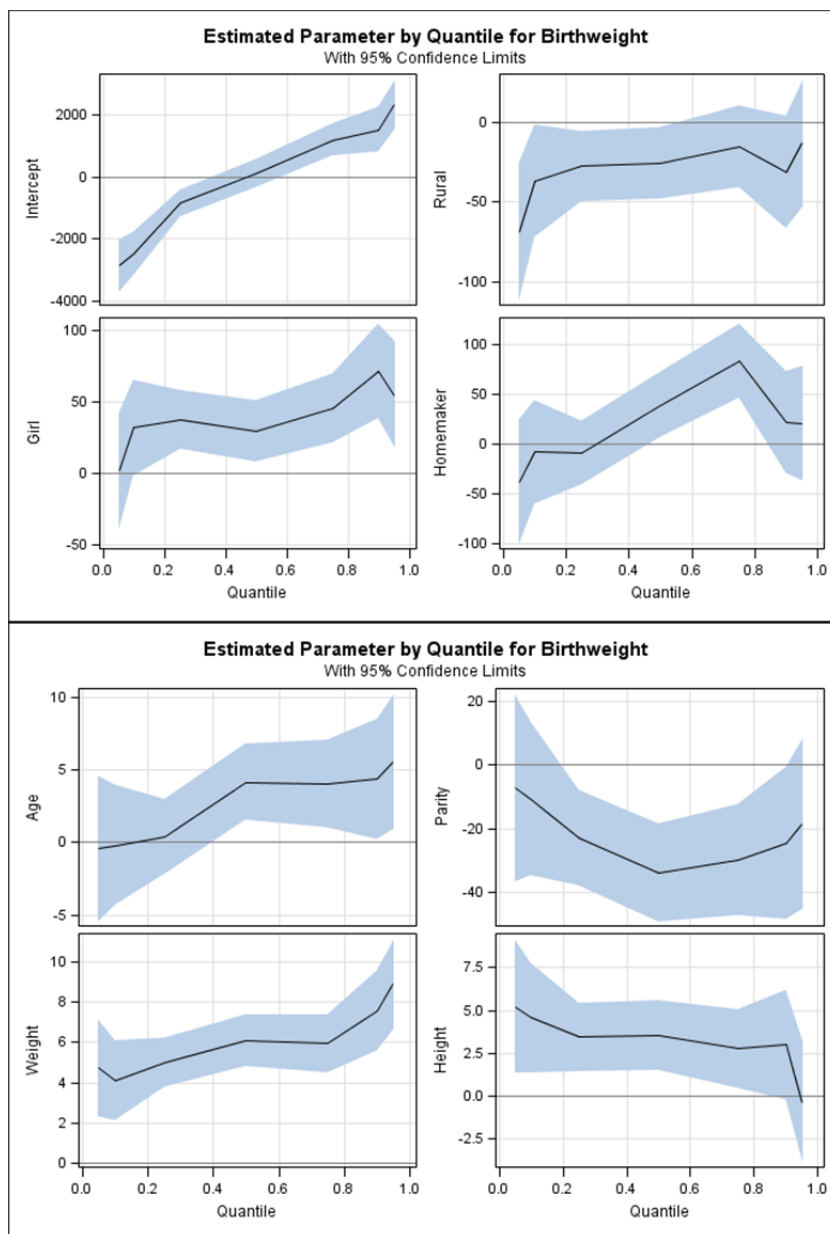 Estimated Parameter by Quantile for Birthweight
With 95% Confidence Limits
Intercept
2000
0
-2000
-4000
Rural
0
-50
-100
Girl
100
50
0
-50
0.0 0.2 0.4 0.6 0.8 1.0
Quantile
Homemaker
100
50
0
-50
-100
0.0 0.2 0.4 0.6 0.8 1.0
Quantile
Estimated Parameter by Quantile for Birthweight
With 95% Confidence Limits
Age
10
5
0
-5
Parity
20
0
-20
-40
Weight
10
8
6
4
2
0
0.0 0.2 0.4 0.6 0.8 1.0
Quantile
Height
7.5
5.0
2.5
0.0
-2.5
0.0 0.2 0.4 0.6 0.8 1.0
Quantile